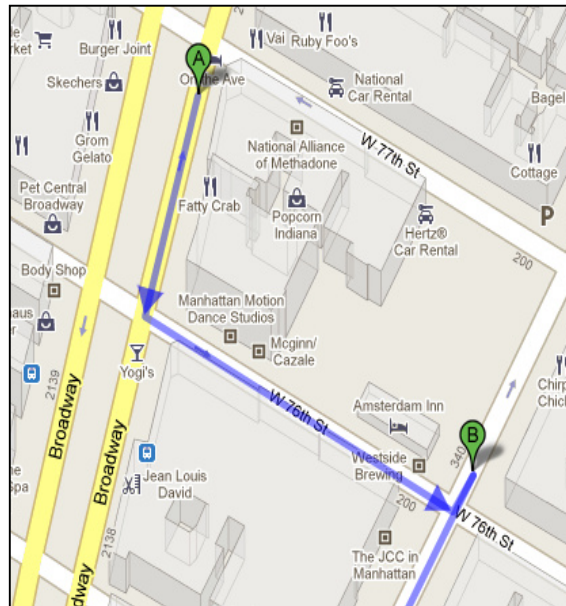 Vai
Ruby Foo's
Burger Joint
Market
Skechers
A
On the Ave
National
Car Rental
Bagel
Grom
Gelato
National Alliance
of Methadone
W 77th St
Cottage
Pet Central
Broadway
Fatty Crab
Popcorn
Indiana
Hertz®
Car Rental
P
200
Body Shop
Manhattan Motion
Dance Studios
Mcginn/
Cazale
Yogi's
2139
Broadway
Broadway
W 76th St
Amsterdam Inn
B
340
Westside
Brewing
200
W 76th St
Jean Louis
David
Spa
2138
The JCC in
Manhattan